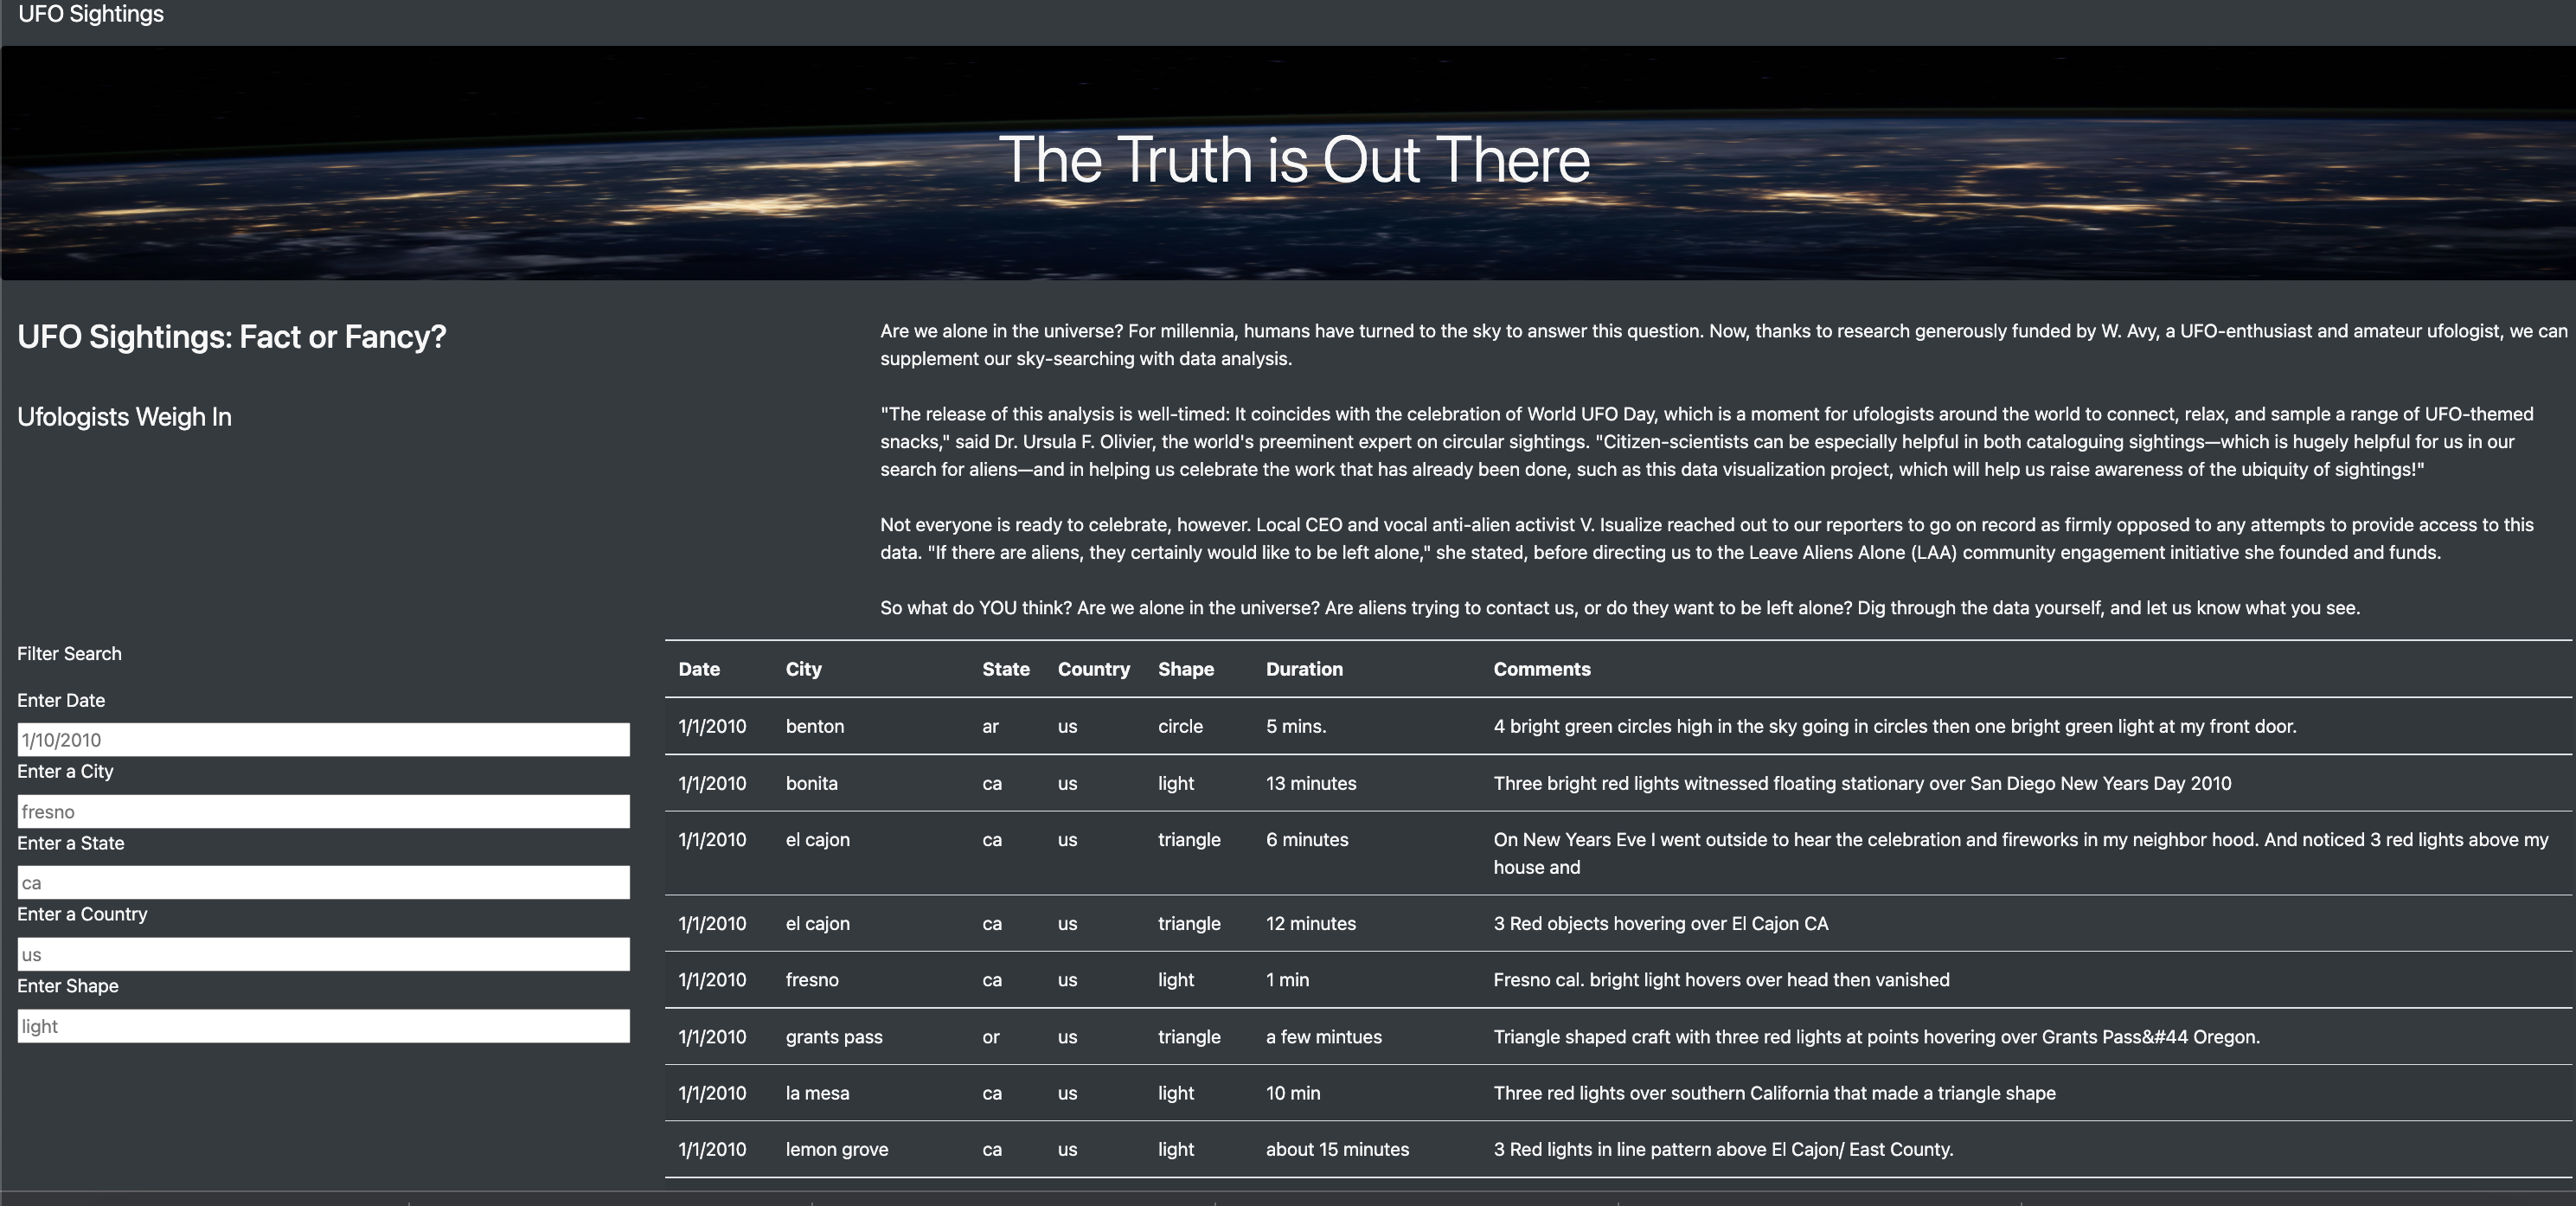 UFO Sightings
The Truth is Out There
UFO Sightings: Fact or Fancy?
Are we alone in the universe? For millennia, humans have turned to the sky to answer this question. Now, thanks to research generously funded by W. Avy, a UFO-enthusiast and amateur ufologist, we can
supplement our sky-searching with data analysis.
Ufologists Weigh In
"The release of this analysis is well-timed: It coincides with the celebration of World UFO Day, which is a moment for ufologists around the world to connect, relax, and sample a range of UFO-themed
snacks," said Dr. Ursula F. Olivier, the world's preeminent expert on circular sightings. "Citizen-scientists can be especially helpful in both cataloguing sightings—which is hugely helpful for us in our
search for aliens—and in helping us celebrate the work that has already been done, such as this data visualization project, which will help us raise awareness of the ubiquity of sightings!"
Not everyone is ready to celebrate, however. Local CEO and vocal anti-alien activist V. Isualize reached out to our reporters to go on record as firmly opposed to any attempts to provide access to this
data. "If there are aliens, they certainly would like to be left alone," she stated, before directing us to the Leave Aliens Alone (LAA) community engagement initiative she founded and funds.
So what do YOU think? Are we alone in the universe? Are aliens trying to contact us, or do they want to be left alone? Dig through the data yourself, and let us know what you see.
Filter Search
Enter Date
1/10/2010
Enter a City
fresno
Enter a State
ca
Enter a Country
us
Enter Shape
light
Date City State Country Shape Duration Comments
1/1/2010 benton ar us circle 5 mins. 4 bright green circles high in the sky going in circles then one bright green light at my front door.
1/1/2010 bonita ca us light 13 minutes Three bright red lights witnessed floating stationary over San Diego New Years Day 2010
1/1/2010 el cajon ca us triangle 6 minutes On New Years Eve I went outside to hear the celebration and fireworks in my neighbor hood. And noticed 3 red lights above my
house and
1/1/2010 el cajon ca us triangle 12 minutes 3 Red objects hovering over El Cajon CA
1/1/2010 fresno ca us light 1 min Fresno cal. bright light hovers over head then vanished
1/1/2010 grants pass or us triangle a few mintues Triangle shaped craft with three red lights at points hovering over Grants Pass&#44 Oregon.
1/1/2010 la mesa ca us light 10 min Three red lights over southern California that made a triangle shape
1/1/2010 lemon grove ca us light about 15 minutes 3 Red lights in line pattern above El Cajon/ East County.